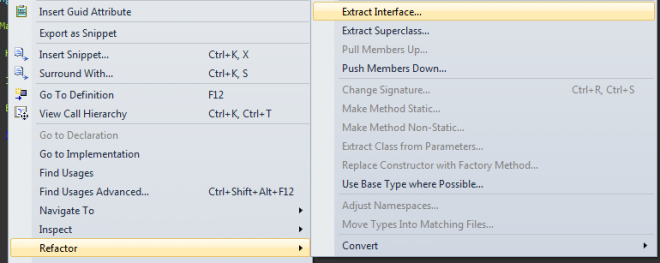 Insert Guid Attribute
Export as Snippet
Insert Snippet... Ctrl+K, X
Surround With... Ctrl+K, S
Go To Definition F12
View Call Hierarchy Ctrl+K, Ctrl+T
Go to Declaration
Go to Implementation
Find Usages
Find Usages Advanced... Ctrl+Shift+Alt+F12
Navigate To
Inspect
Refactor
Extract Interface...
Extract Superclass...
Pull Members Up...
Push Members Down...
Change Signature... Ctrl+R, Ctrl+S
Make Method Static...
Make Method Non-Static...
Extract Class from Parameters...
Replace Constructor with Factory Method...
Use Base Type where Possible...
Adjust Namespaces...
Move Types Into Matching Files...
Convert